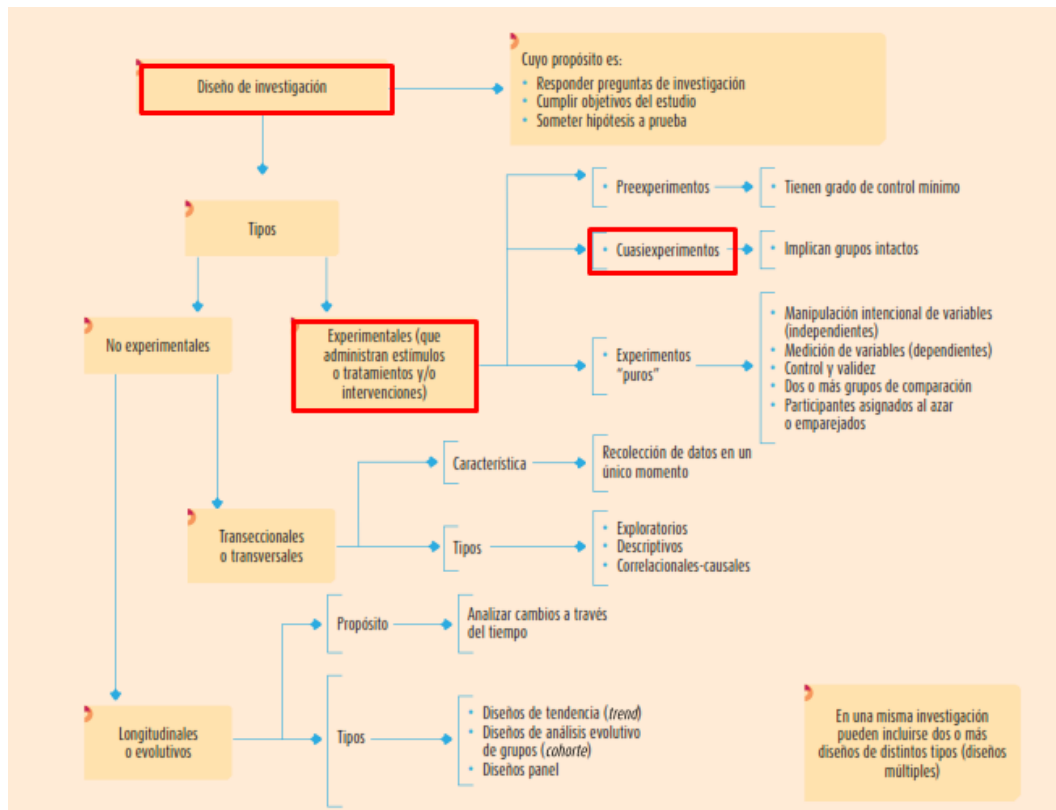 Diseño de investigación
Cuyo propósito es:
• Responder preguntas de investigación
• Cumplir objetivos del estudio
• Someter hipótesis a prueba
Tipos
• Preexperimentos
• Tienen grado de control mínimo
• Cuasiexperimentos
• Implican grupos intactos
No experimentales
Experimentales (que
administran estímulos
o tratamientos y/o
intervenciones)
• Experimentos
“puros”
• Manipulación intencional de variables
(independientes)
• Medición de variables (dependientes)
• Control y validez
• Dos o más grupos de comparación
• Participantes asignados al azar
o emparejados
Transeccionales
o transversales
Característica
Recolección de datos en un
único momento
Tipos
• Exploratorios
• Descriptivos
• Correlacionales-causales
Longitudinales
o evolutivos
Propósito
Analizar cambios a través
del tiempo
Tipos
• Diseños de tendencia (trend)
• Diseños de análisis evolutivo
de grupos (cohorte)
• Diseños panel
En una misma investigación
pueden incluirse dos o más
diseños de distintos tipos (diseños
múltiples)